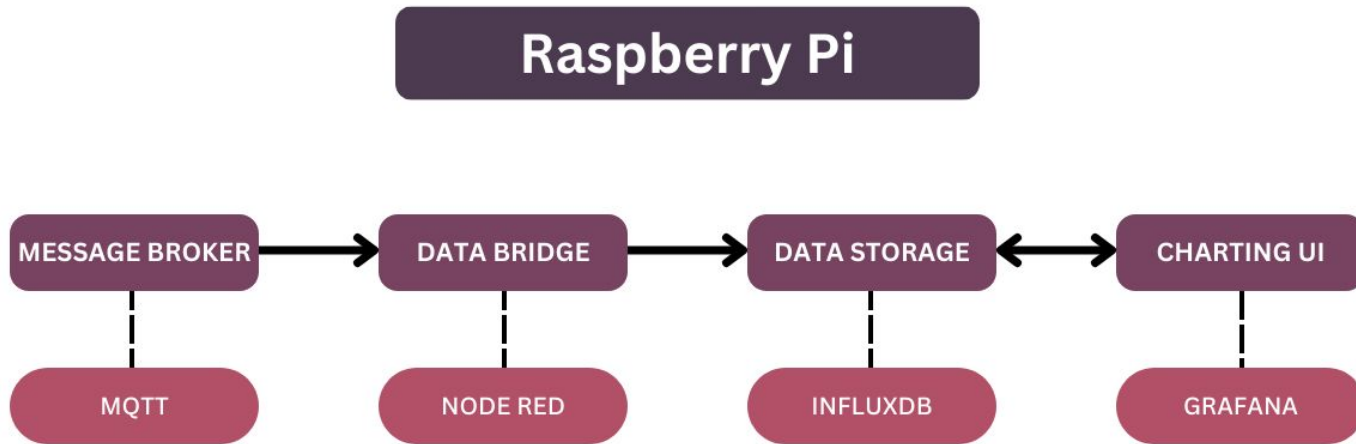 Raspberry Pi
MESSAGE BROKER
DATA BRIDGE
DATA STORAGE
CHARTING UI
MQTT
NODE RED
INFLUXDB
GRAFANA